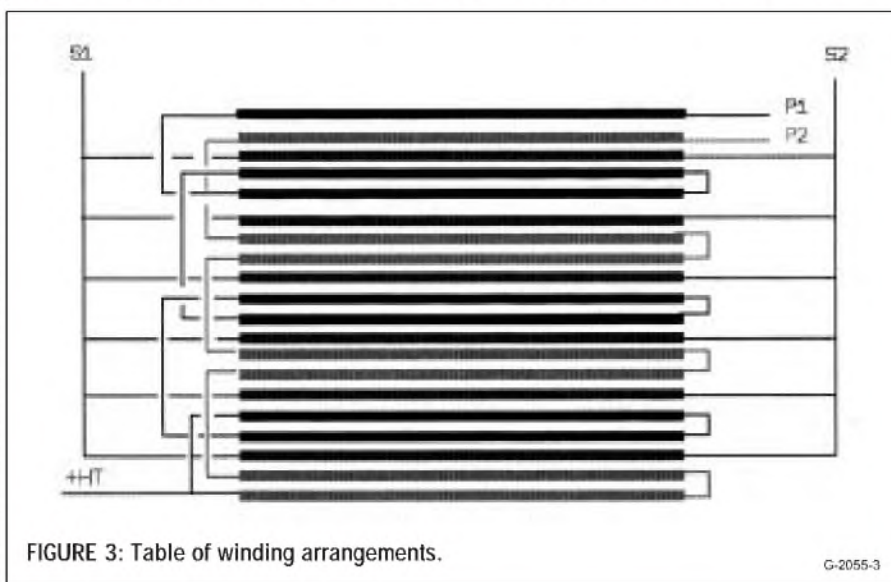 S1
S2
P1
P2
+HT
FIGURE 3: Table of winding arrangements.
G-2055-3